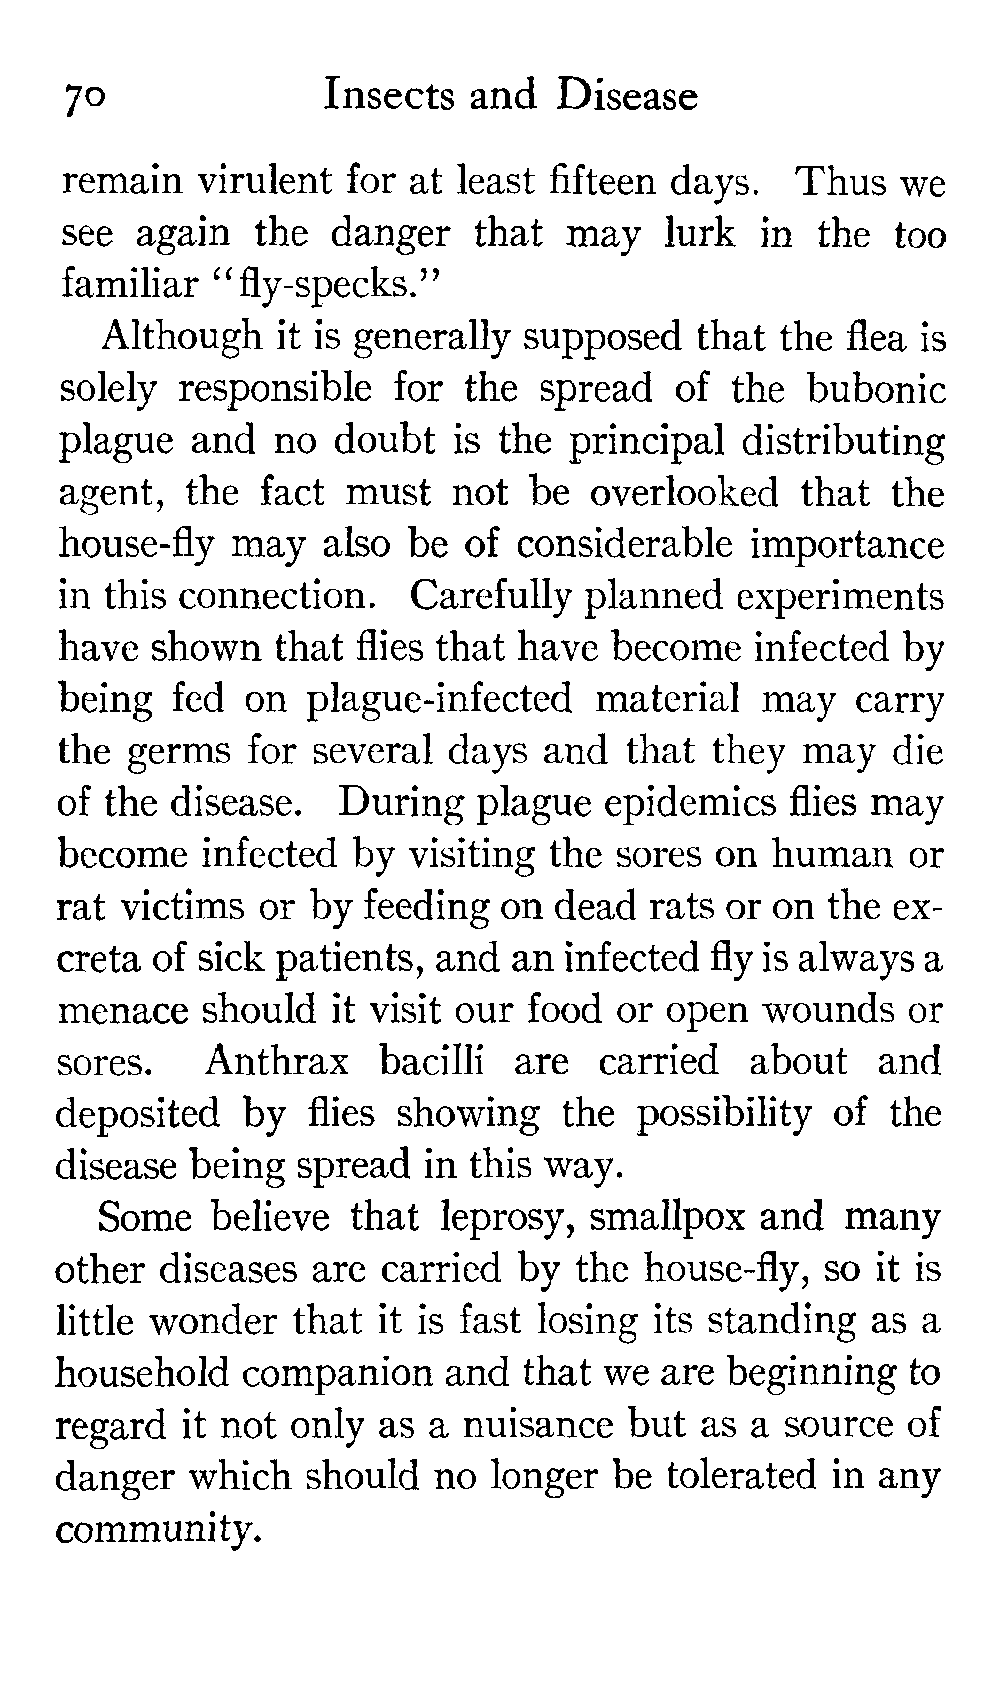 70 Insects and Disease
remain virulent for at least fifteen days. Thus we
see again the danger that may lurk in the too
familiar “fly-specks.”
Although it is generally supposed that the flea is
solely responsible for the spread of the bubonic
plague and no doubt is the principal distributing
agent, the fact must not be overlooked that the
house-fly may also be of considerable importance
in this connection. Carefully planned experiments
have shown that flies that have become infected by
being fed on plague-infected material may carry
the germs for several days and that they may die
of the disease. During plague epidemics flies may
become infected by visiting the sores on human or
rat victims or by feeding on dead rats or on the ex-
creta of sick patients, and an infected fly is always a
menace should it visit our food or open wounds or
sores. Anthrax bacilli are carried about and
deposited by flies showing the possibility of the
disease being spread in this way.
Some believe that leprosy, smallpox and many
other diseases are carried by the house-fly, so it is
little wonder that it is fast losing its standing as a
household companion and that we are beginning to
regard it not only as a nuisance but as a source of
danger which should no longer be tolerated in any
community.